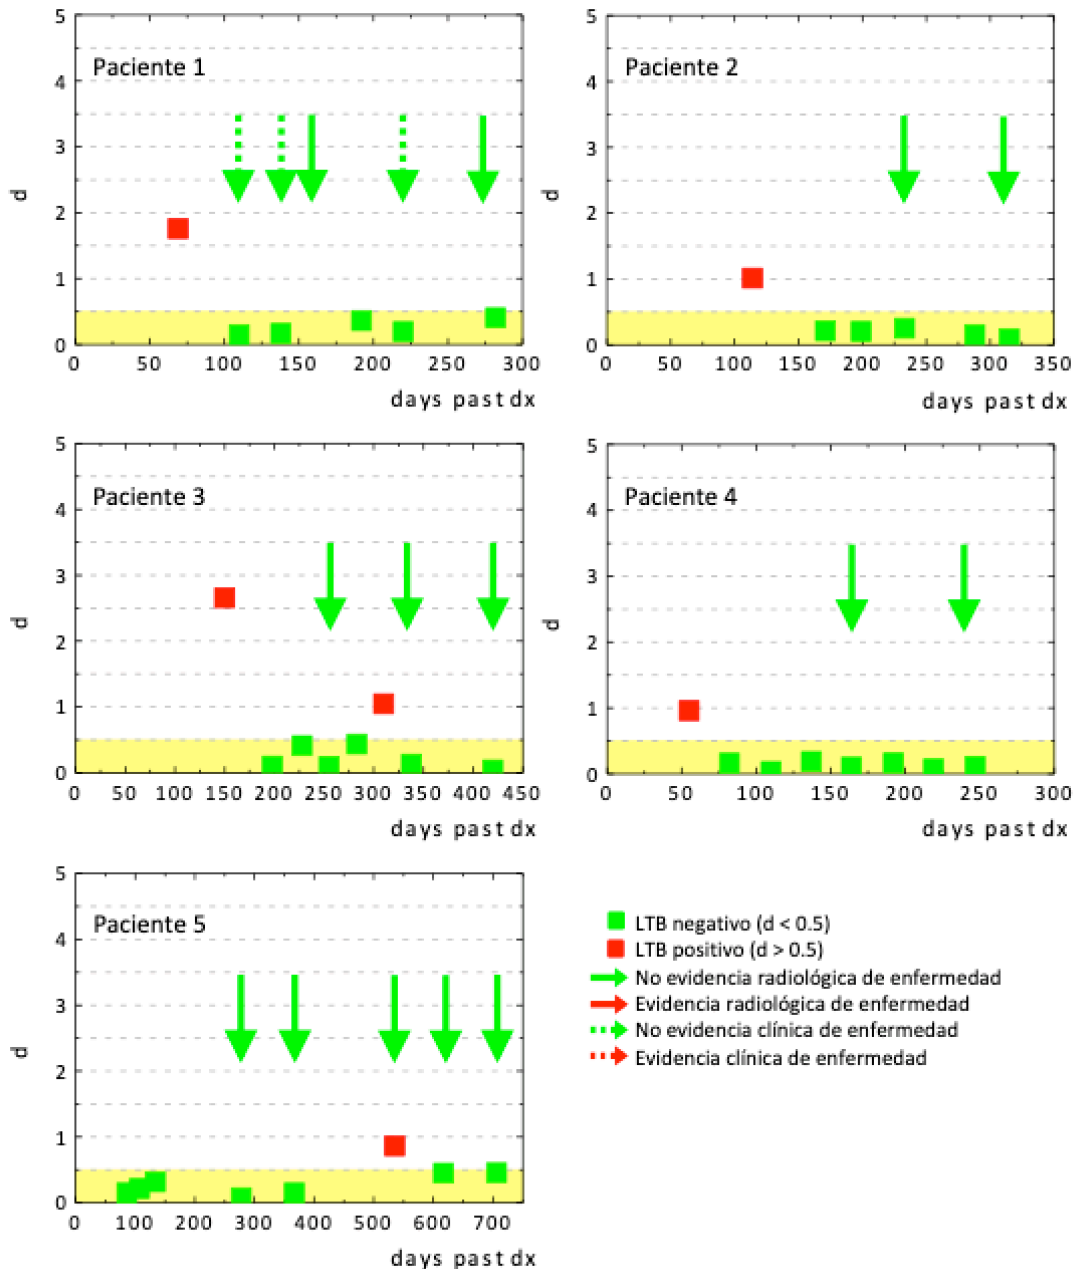 5
4
3
2
1
0
d
Paciente 1
0 50 100 150 200 250 300
days past dx
5
4
3
2
1
0
d
Paciente 2
0 50 100 150 200 250 300 350
days past dx
5
4
3
2
1
0
d
Paciente 3
0 50 100 150 200 250 300 350 400 450
days past dx
5
4
3
2
1
0
d
Paciente 4
0 50 100 150 200 250 300
days past dx
5
4
3
2
1
0
d
Paciente 5
0 100 200 300 400 500 600 700
days past dx
LTB negativo (d < 0.5)
LTB positivo (d > 0.5)
No evidencia radiológica de enfermedad
Evidencia radiológica de enfermedad
No evidencia clínica de enfermedad
Evidencia clínica de enfermedad